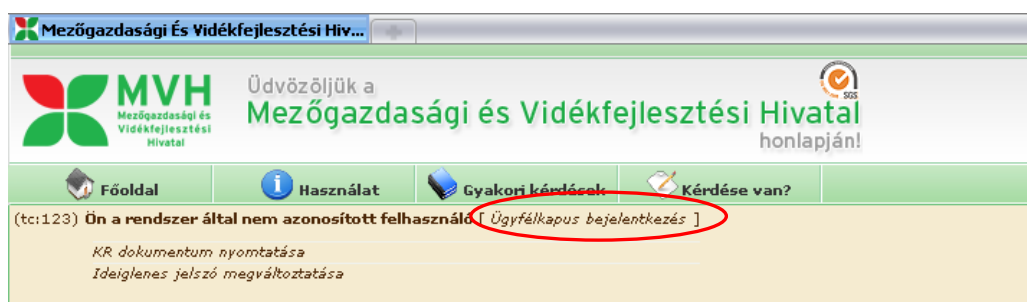 Mezőgazdasági És Vidékfejlesztési Hiv...
MVH
Mezőgazdasági és
Vidékfejlesztési
Hivatal
Üdvözöljük a
Mezőgazdasági és Vidékfejlesztési Hivatal
honlapján!
SGS
Főoldal Használat Gyakori kérdések Kérdése van?
(tc:123) Ön a rendszer által nem azonosított felhasználó [ Ügyfélkapus bejelentkezés ]
KR dokumentum nyomtatása
Ideiglenes jelszó megváltoztatása